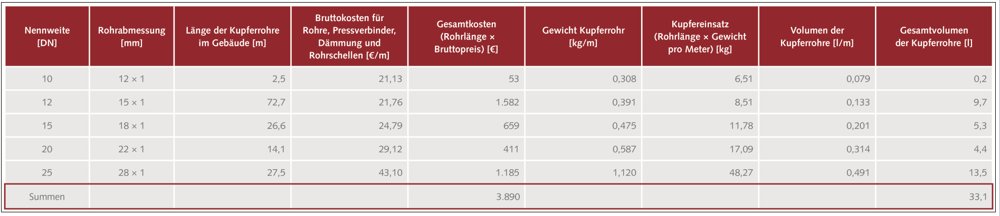 Nennweite [DN]
Rohrabmessung [mm]
Länge der Kupferrohre im Gebäude [m]
Bruttokosten für Rohre, Pressverbinder, Dämmung und Rohrschellen [€/m]
Gesamtkosten (Rohrlänge × Bruttopreis) [€]
Gewicht Kupferrohr [kg/m]
Kupfereinsatz (Rohrlänge × Gewicht pro Meter) [kg]
Volumen der Kupferrohre [l/m]
Gesamtvolumen der Kupferrohre [l]
10 12 × 1 2,5 21,13 53 0,308 6,51 0,079 0,2
12 15 × 1 72,7 21,76 1.582 0,391 8,51 0,133 9,7
15 18 × 1 26,6 24,79 659 0,475 11,78 0,201 5,3
20 22 × 1 14,1 29,12 411 0,587 17,09 0,314 4,4
25 28 × 1 27,5 43,10 1.185 1,120 48,27 0,491 13,5
Summen 3.890 33,1